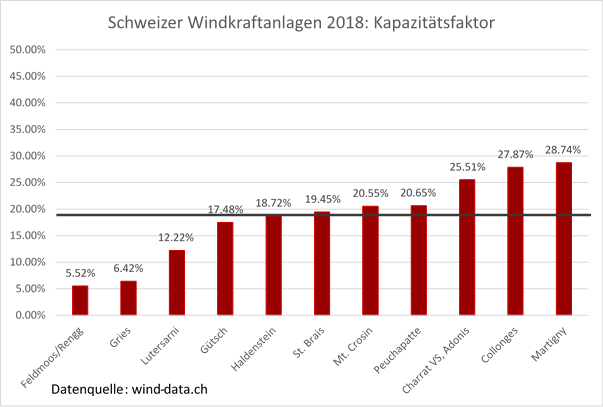 Schweizer Windkraftanlagen 2018: Kapazitätsfaktor
50.00%
45.00%
40.00%
35.00%
30.00%
25.00%
20.00%
15.00%
10.00%
5.00%
0.00%
5.52%
6.42%
12.22%
17.48%
18.72%
19.45%
20.55%
20.65%
25.51%
27.87%
28.74%
Feldmoos/Rengg
Gries
Lutersarni
Gütsch
Haldenstein
St. Brais
Mt. Crosin
Peuchapatte
Charrat VS, Adonis
Collonges
Martigny
Datenquelle: wind-data.ch